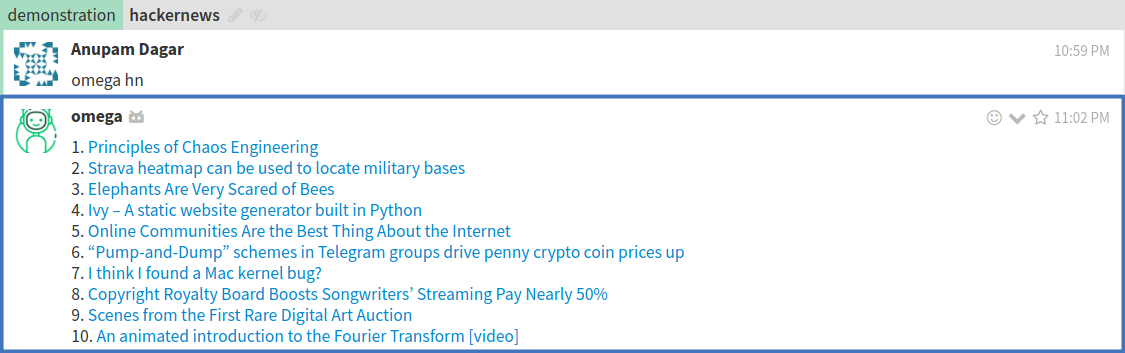 demonstration hackernews
Anupam Dagar 10:59 PM
omega hn
omega 11:02 PM
1. Principles of Chaos Engineering
2. Strava heatmap can be used to locate military bases
3. Elephants Are Very Scared of Bees
4. Ivy – A static website generator built in Python
5. Online Communities Are the Best Thing About the Internet
6. “Pump-and-Dump” schemes in Telegram groups drive penny crypto coin prices up
7. I think I found a Mac kernel bug?
8. Copyright Royalty Board Boosts Songwriters’ Streaming Pay Nearly 50%
9. Scenes from the First Rare Digital Art Auction
10. An animated introduction to the Fourier Transform [video]